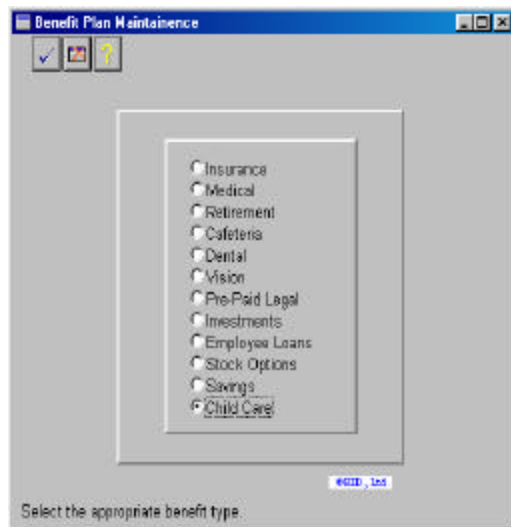 Benefit Plan Maintainence
?
Insurance
Medical
Retirement
Cafeteria
Dental
Vision
Pre-Paid Legal
Investments
Employee Loans
Stock Options
Savings
Child Care
Select the appropriate benefit type.